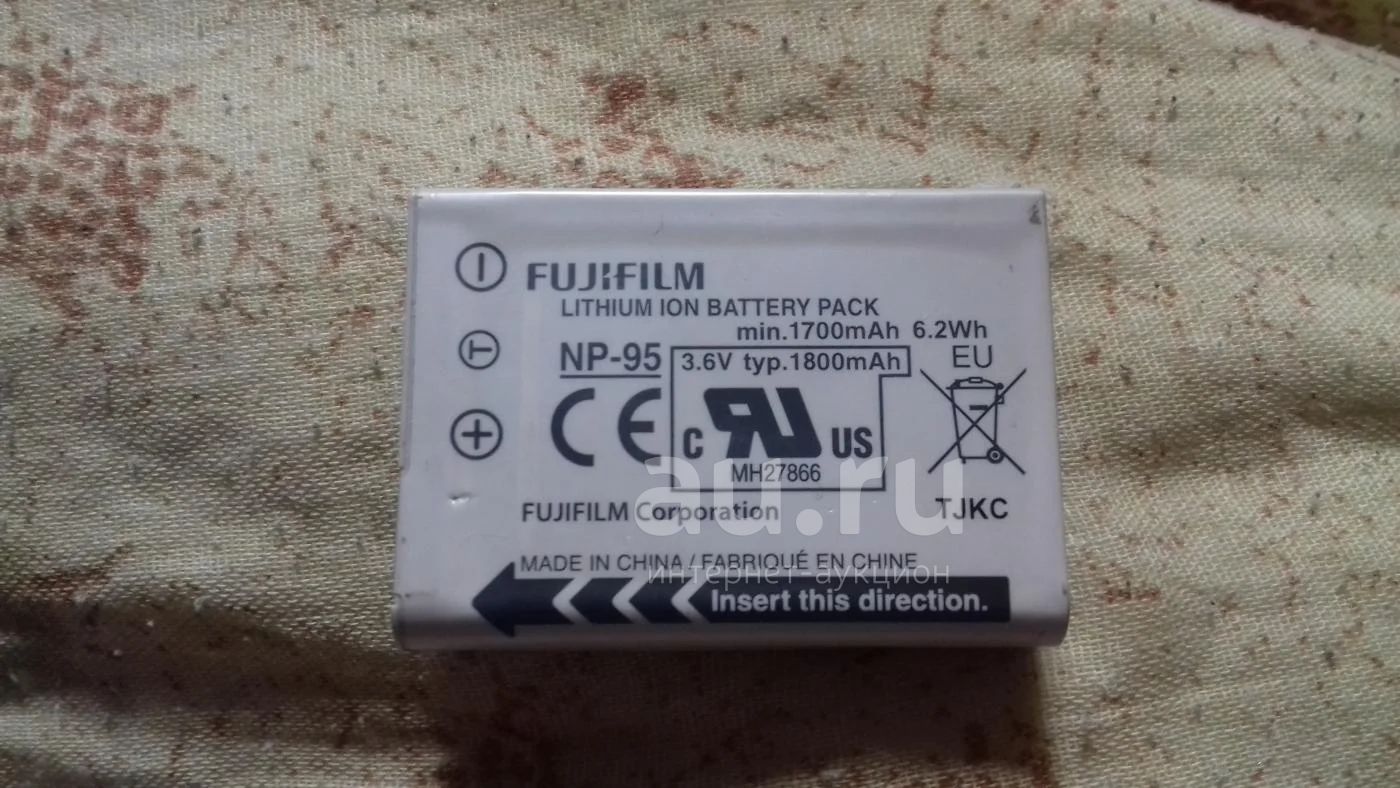 FUJIFILM
LITHIUM ION BATTERY PACK
min.1700mAh 6.2Wh
NP-95
3.6V typ.1800mAh
EU
CE
c RU US
MH27866
FUJIFILM Corporation
TJKC
au.ru
интернет-аукцион
MADE IN CHINA / FABRIQUÉ EN CHINE
Insert this direction.